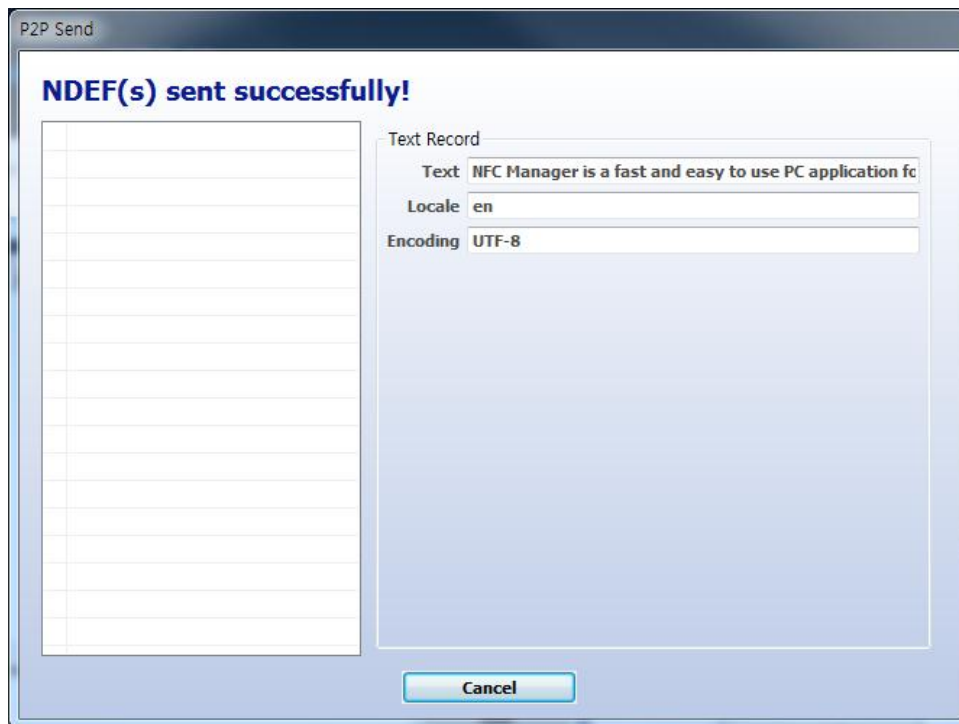 P2P Send
NDEF(s) sent successfully!
Text Record
Text NFC Manager is a fast and easy to use PC application fo
Locale en
Encoding UTF-8
Cancel